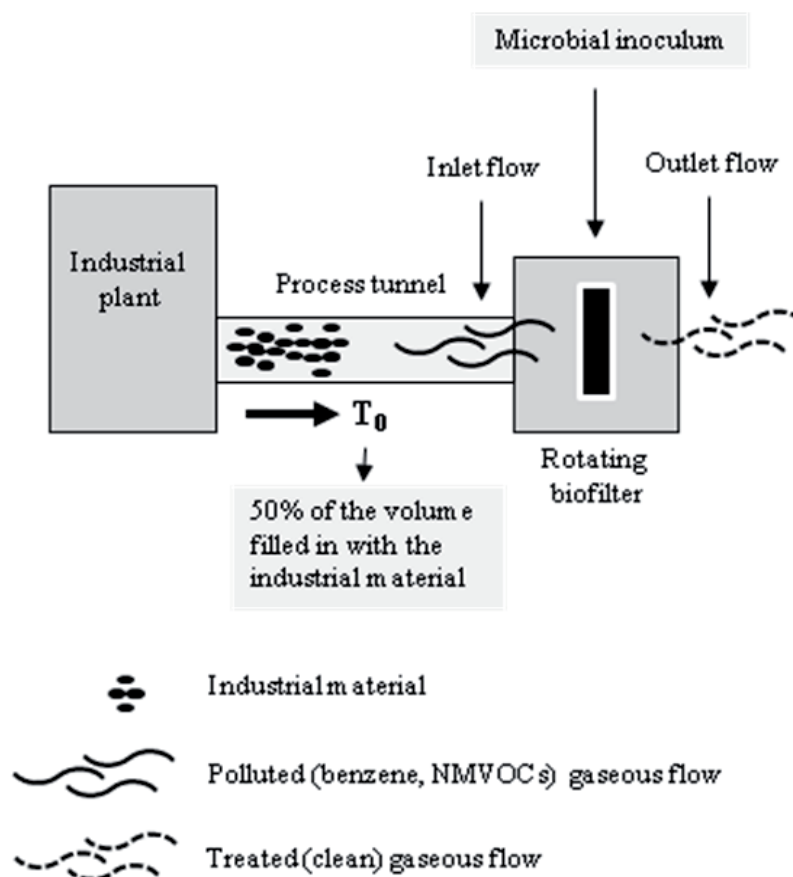 Microbial inoculum
Inlet flow
Outlet flow
Industrial
plant
Process tunnel
T0
Rotating
biofilter
50% of the volume
filled in with the
industrial material
Industrial material
Polluted (benzene, NMVOCs) gaseous flow
Treated (clean) gaseous flow